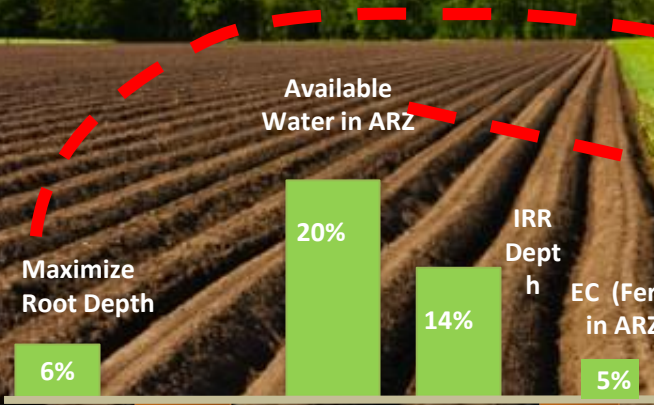 Available
Water in ARZ
20%
Maximize
Root Depth
6%
IRR
Dept
h
14%
EC (Fer
in ARZ
5%